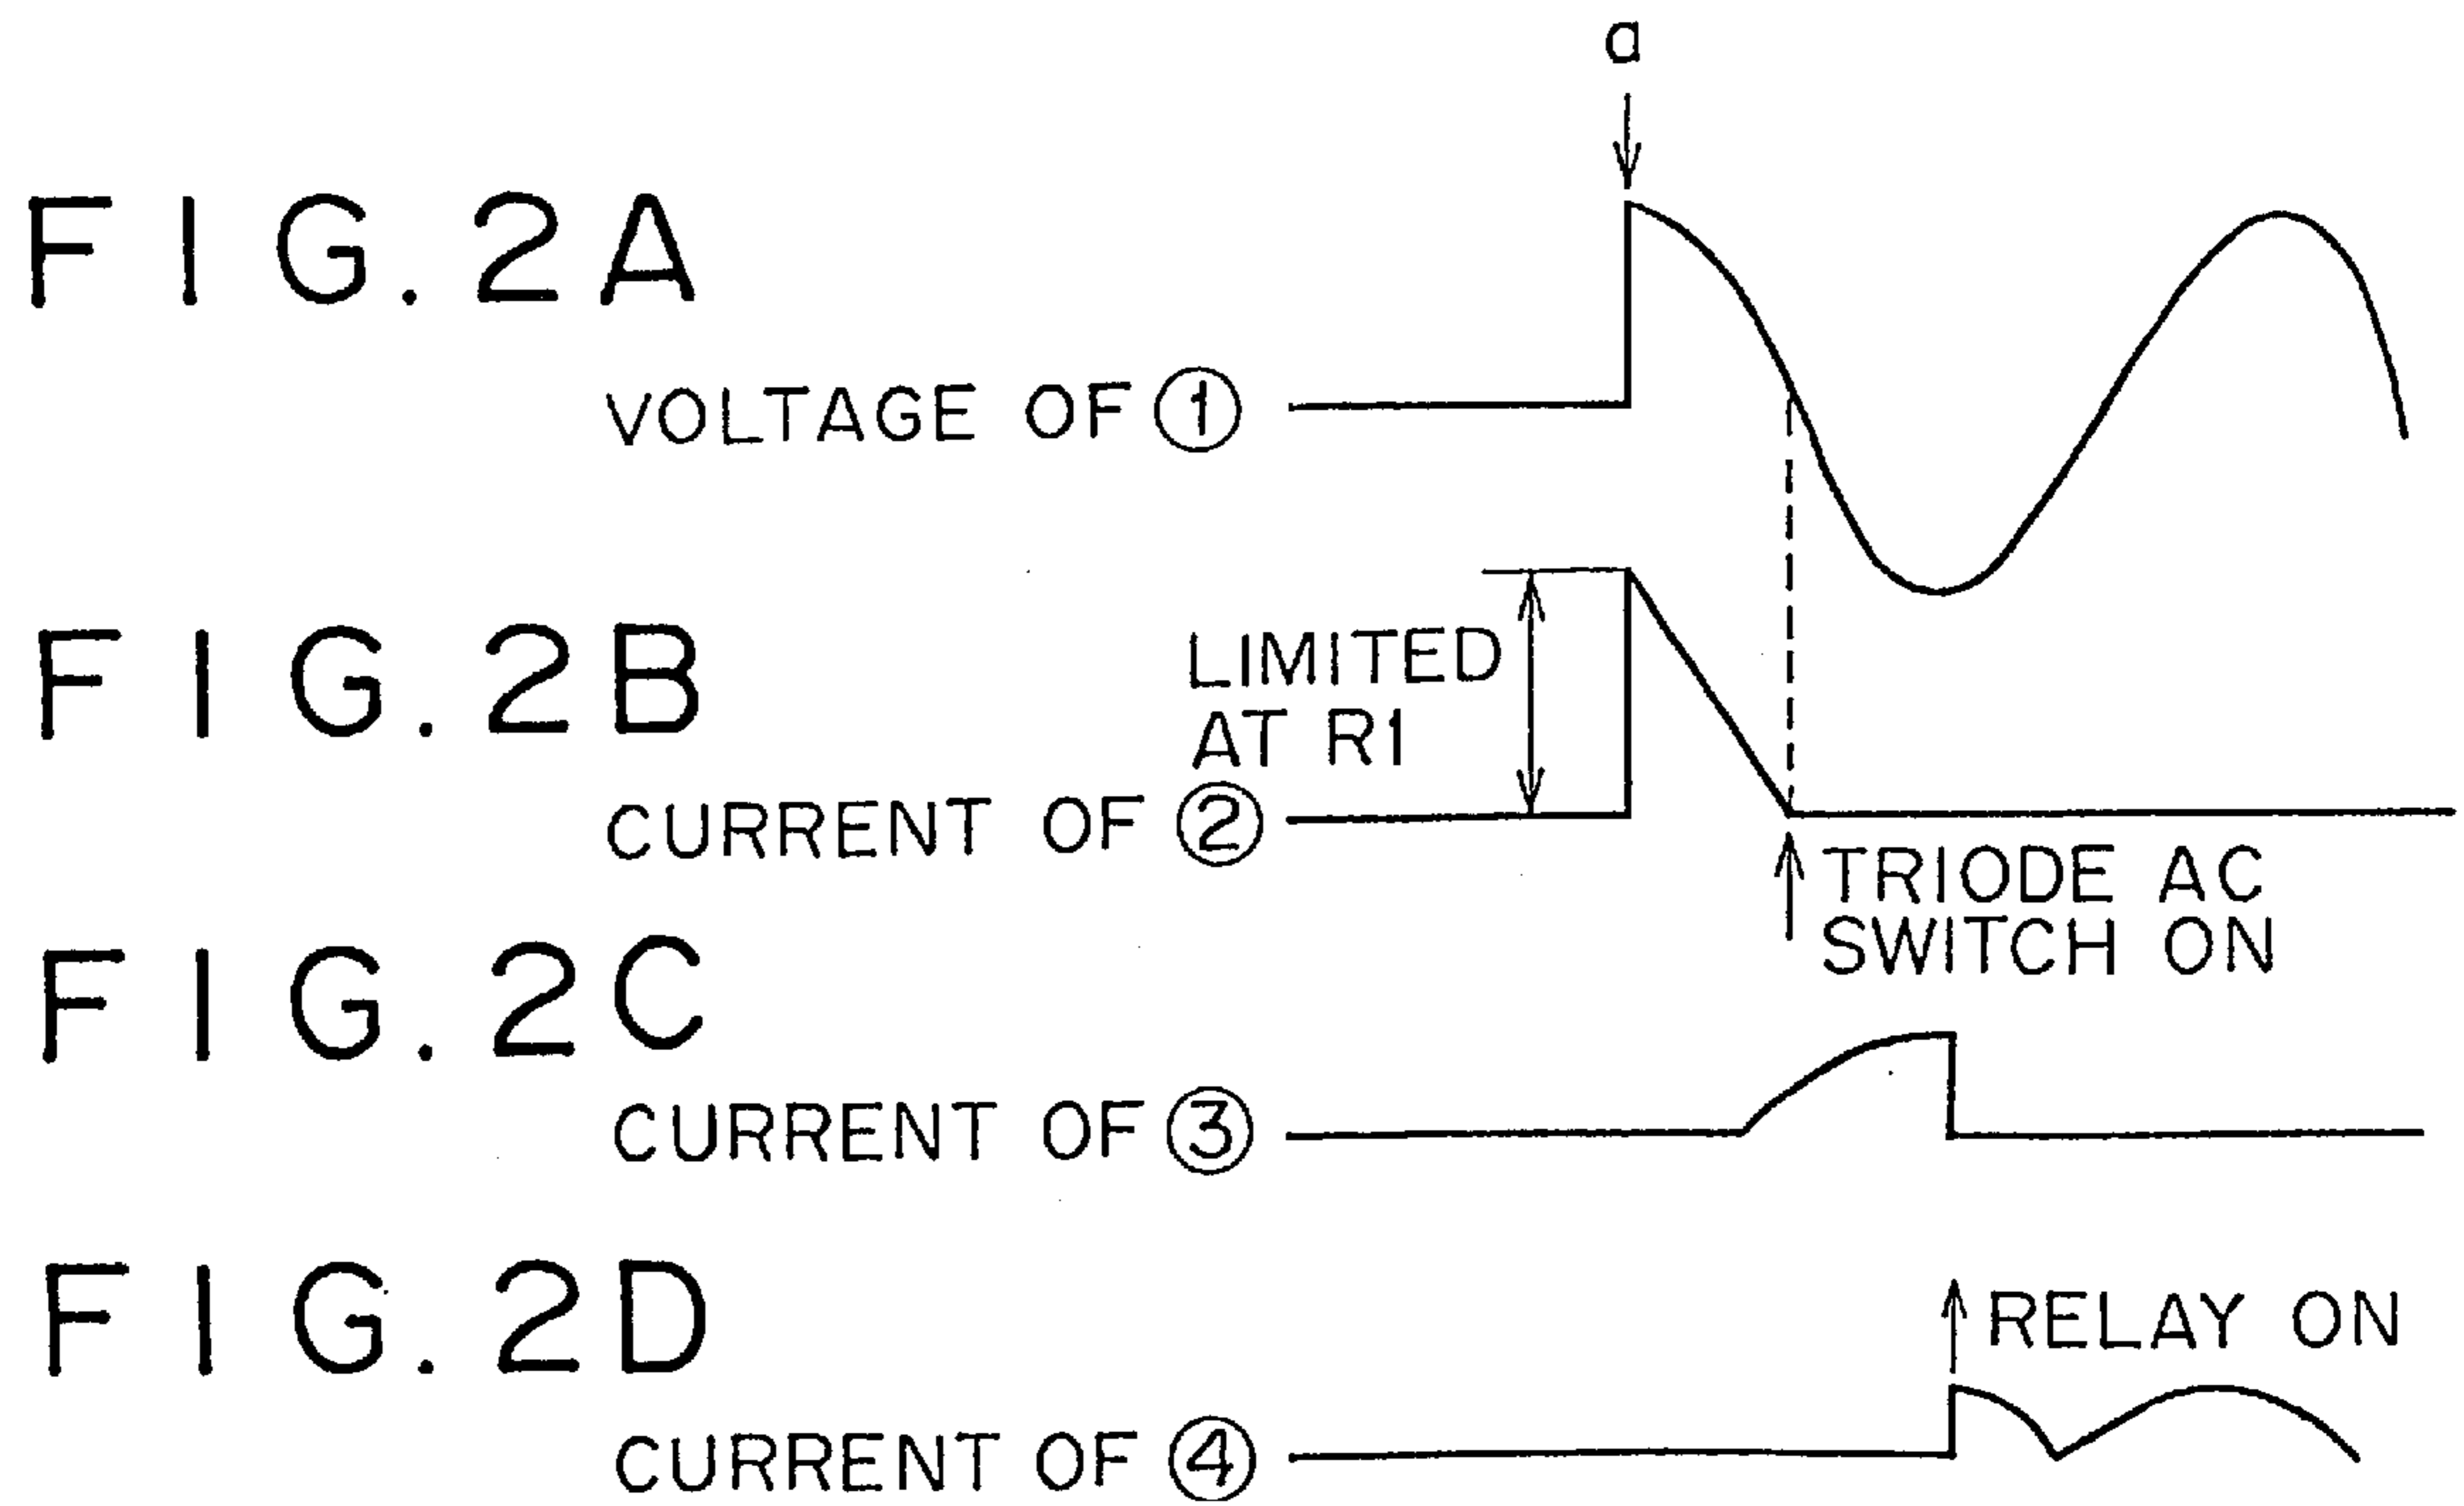 a
FIG.2A
VOLTAGE OF ①
FIG.2B
LIMITED
AT R1
CURRENT OF ②
TRIODE AC
SWITCH ON
FIG.2C
CURRENT OF ③
FIG.2D
RELAY ON
CURRENT OF ④